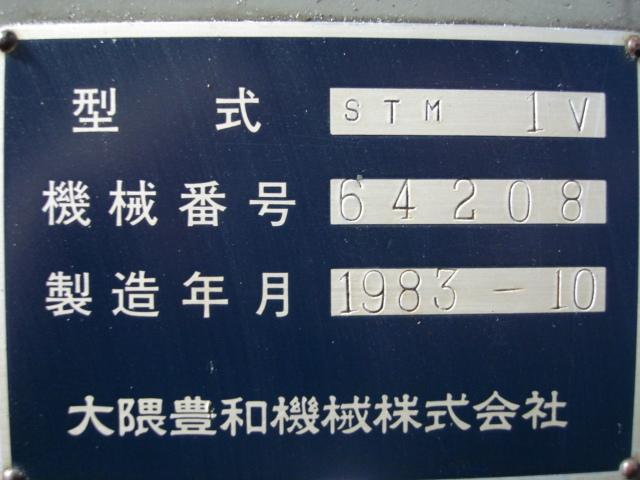 型式 STM 1V
機械番号 64208
製造年月 1983-10
大隈豊和機械株式会社